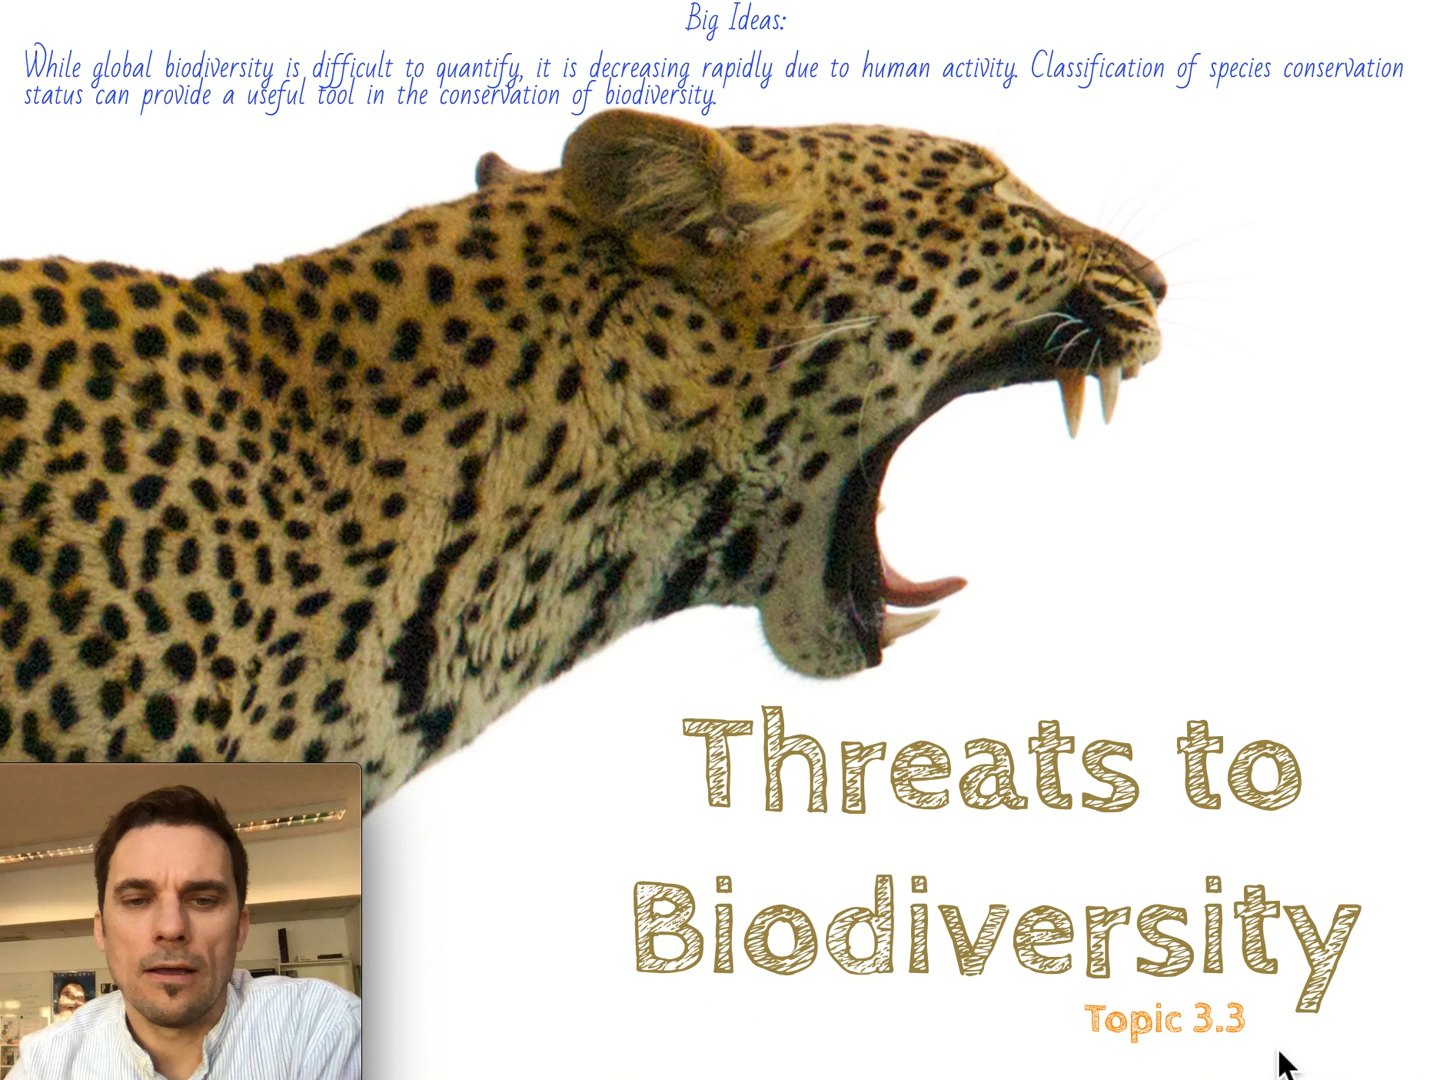 Big Ideas:
While global biodiversity is difficult to quantify, it is decreasing rapidly due to human activity. Classification of species conservation
status can provide a useful tool in the conservation of biodiversity.
Threats to
Biodiversity
Topic 3.3